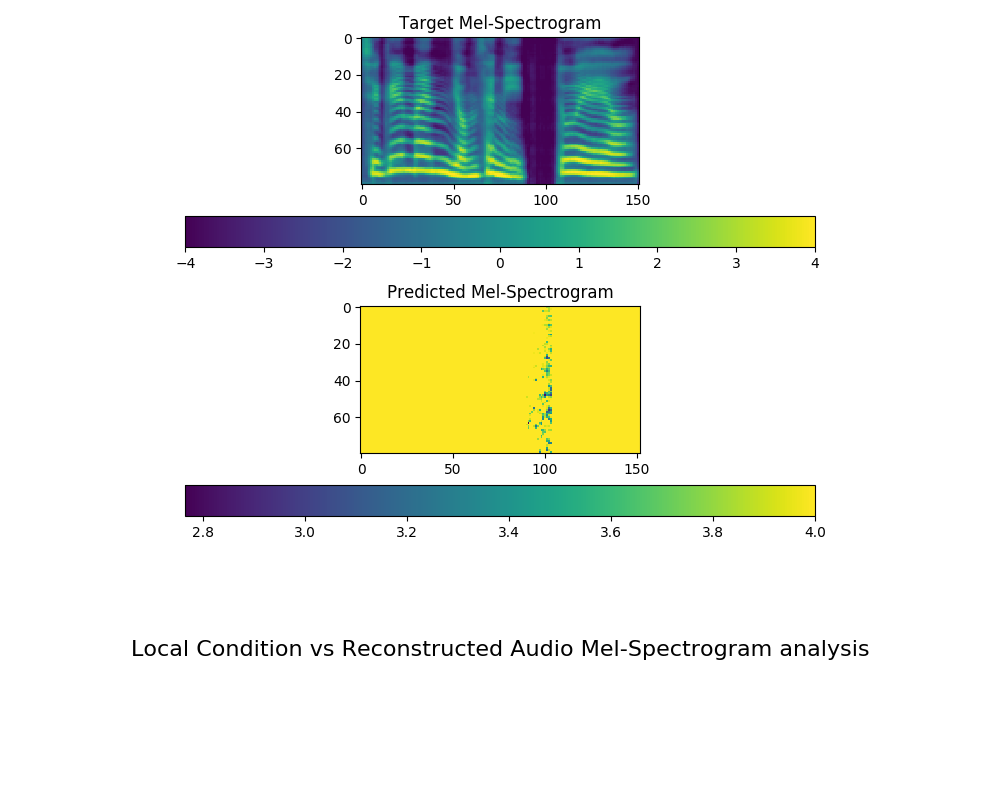 Target Mel-Spectrogram
0
20
40
60
0 50 100 150
−4 −3 −2 −1 0 1 2 3 4
Predicted Mel-Spectrogram
0
20
40
60
0 50 100 150
2.8 3.0 3.2 3.4 3.6 3.8 4.0
Local Condition vs Reconstructed Audio Mel-Spectrogram analysis